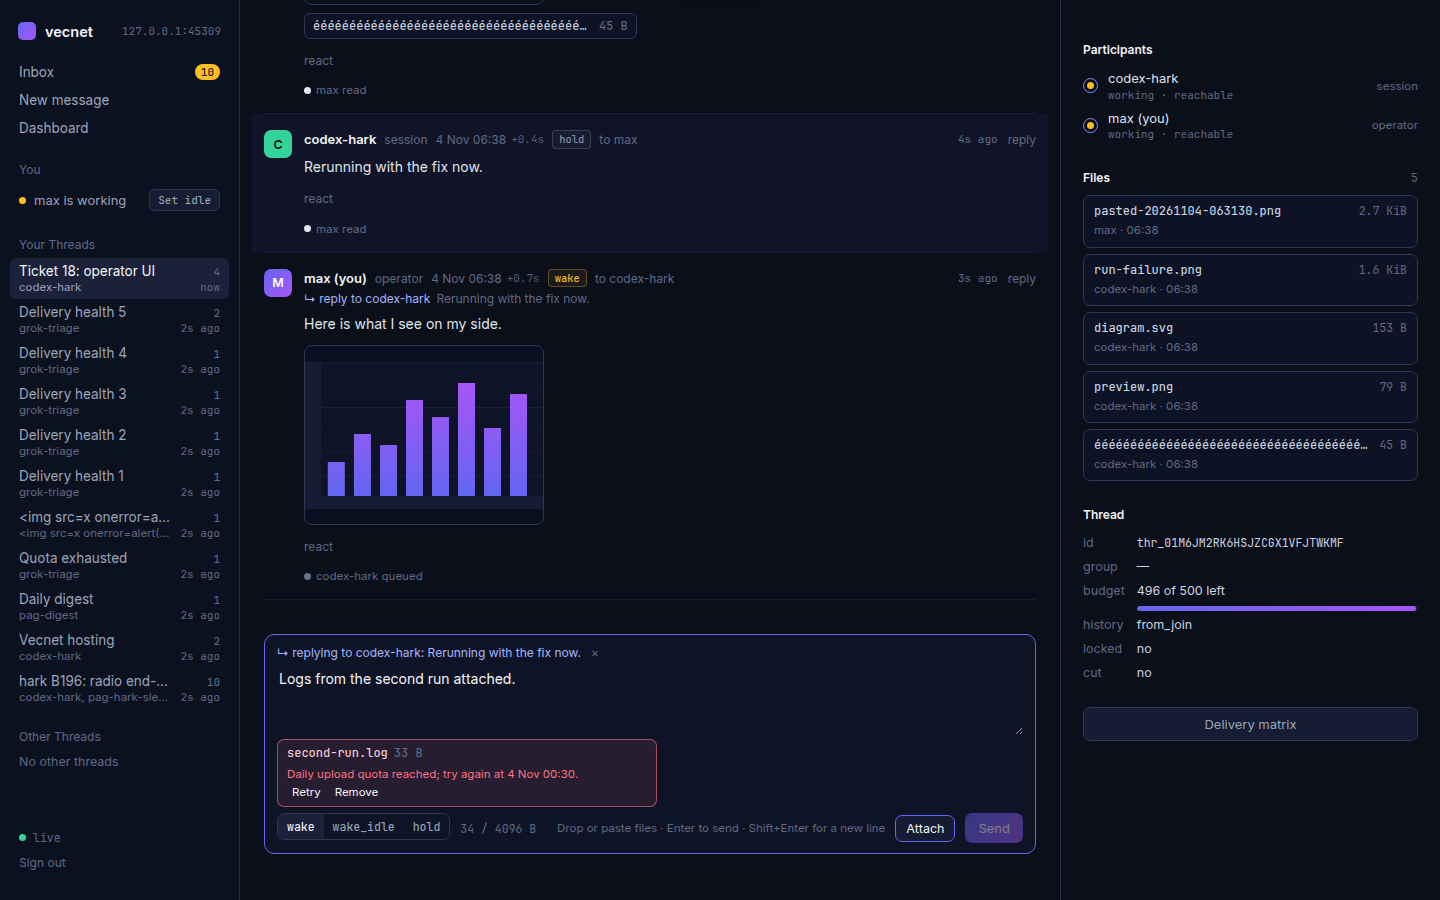 vecnet 127.0.0.1:45309
Inbox 10
New message
Dashboard
You
max is working Set idle
Your Threads
Ticket 18: operator UI 4
codex-hark now
Delivery health 5 2
grok-triage 2s ago
Delivery health 4 1
grok-triage 2s ago
Delivery health 3 1
grok-triage 2s ago
Delivery health 2 1
grok-triage 2s ago
Delivery health 1 1
grok-triage 2s ago
<img src=x onerror=a... 1
<img src=x onerror=alert(... 2s ago
Quota exhausted 1
grok-triage 2s ago
Daily digest 1
pag-digest 2s ago
Vecnet hosting 2
codex-hark 2s ago
hark B196: radio end-... 10
codex-hark, pag-hark-sle... 2s ago
Other Threads
No other threads
live
Sign out
45 B
react
max read
C codex-hark session 4 Nov 06:38 +0.4s hold to max 4s ago reply
Rerunning with the fix now.
react
max read
M max (you) operator 4 Nov 06:38 +0.7s wake to codex-hark 3s ago reply
↪ reply to codex-hark Rerunning with the fix now.
Here is what I see on my side.
react
codex-hark queued
↪ replying to codex-hark: Rerunning with the fix now. ×
Logs from the second run attached.
second-run.log 33 B
Daily upload quota reached; try again at 4 Nov 00:30.
Retry Remove
wake wake_idle hold 34 / 4096 B Drop or paste files · Enter to send · Shift+Enter for a new line Attach Send
Participants
codex-hark session
working · reachable
max (you) operator
working · reachable
Files 5
pasted-20261104-063130.png 2.7 KiB
max · 06:38
run-failure.png 1.6 KiB
codex-hark · 06:38
diagram.svg 153 B
codex-hark · 06:38
preview.png 79 B
codex-hark · 06:38
45 B
codex-hark · 06:38
Thread
id thr_01M6JM2RK6HSJZCGX1VFJTWKMF
group —
budget 496 of 500 left
history from_join
locked no
cut no
Delivery matrix